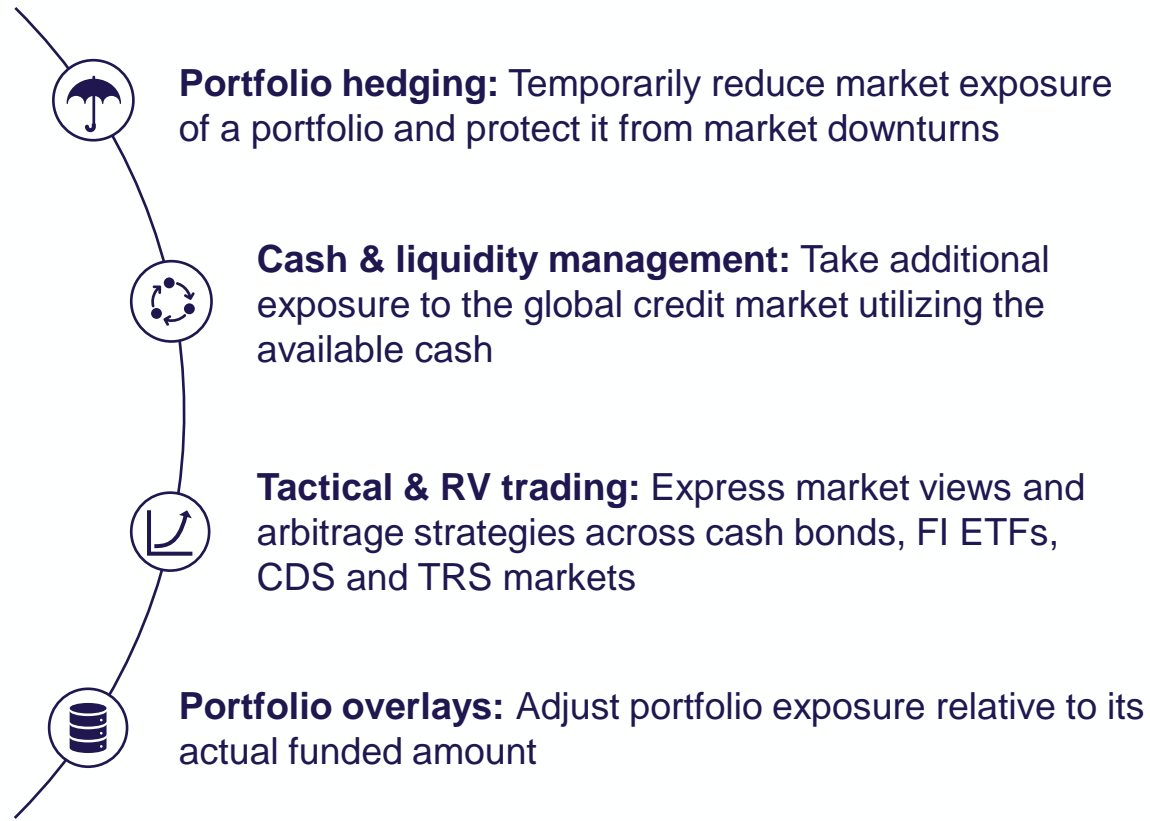 Portfolio hedging: Temporarily reduce market exposure
of a portfolio and protect it from market downturns
Cash & liquidity management: Take additional
exposure to the global credit market utilizing the
available cash
Tactical & RV trading: Express market views and
arbitrage strategies across cash bonds, FI ETFs,
CDS and TRS markets
Portfolio overlays: Adjust portfolio exposure relative to its
actual funded amount